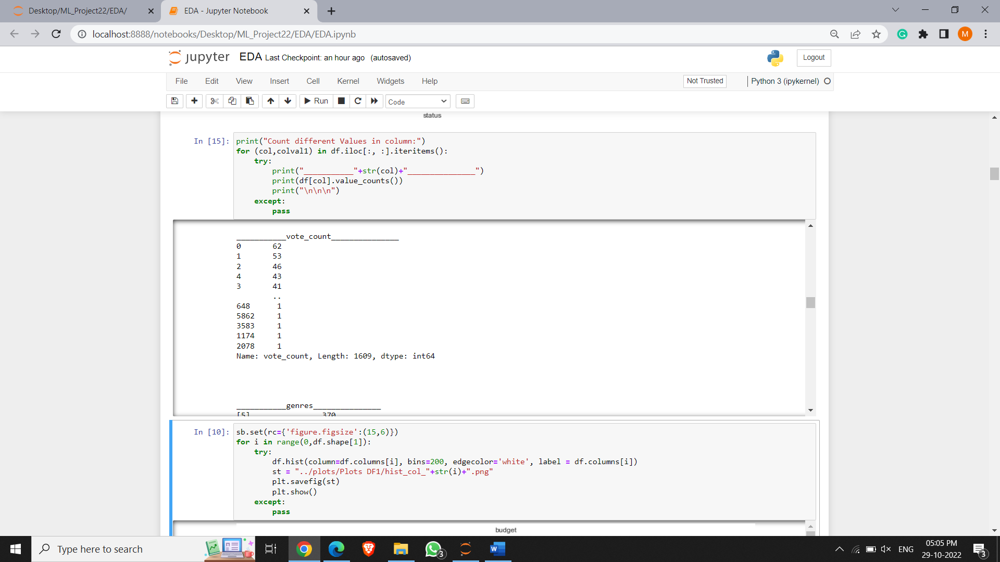 Desktop/ML_Project22/EDA/
EDA - Jupyter Notebook
localhost:8888/notebooks/Desktop/ML_Project22/EDA/EDA.ipynb
M
jupyter EDA Last Checkpoint: an hour ago (autosaved)
Logout
File Edit View Insert Cell Kernel Widgets Help
Not Trusted
Python 3 (ipykernel)
Run
Code
status
In [15]:
print("Count different Values in column:")
for (col,colval1) in df.iloc[:, :].iteritems():
    try:
        print("___________"+str(col)+"_______________")
        print(df[col].value_counts())
        print("\n\n\n")
    except:
        pass
___________vote_count_______________
0       62
1       53
2       46
4       43
3       41
        ..
648      1
5862     1
3583     1
1174     1
2078     1
Name: vote_count, Length: 1609, dtype: int64
___________genres_______________
[5]                370
In [10]:
sb.set(rc={'figure.figsize':(15,6)})
for i in range(0,df.shape[1]):
    try:
        df.hist(column=df.columns[i], bins=200, edgecolor='white', label = df.columns[i])
        st = "../plots/Plots DF1/hist_col_"+str(i)+".png"
        plt.savefig(st)
        plt.show()
    except:
        pass
budget
Type here to search
3
W
ENG
05:05 PM
29-10-2022
3